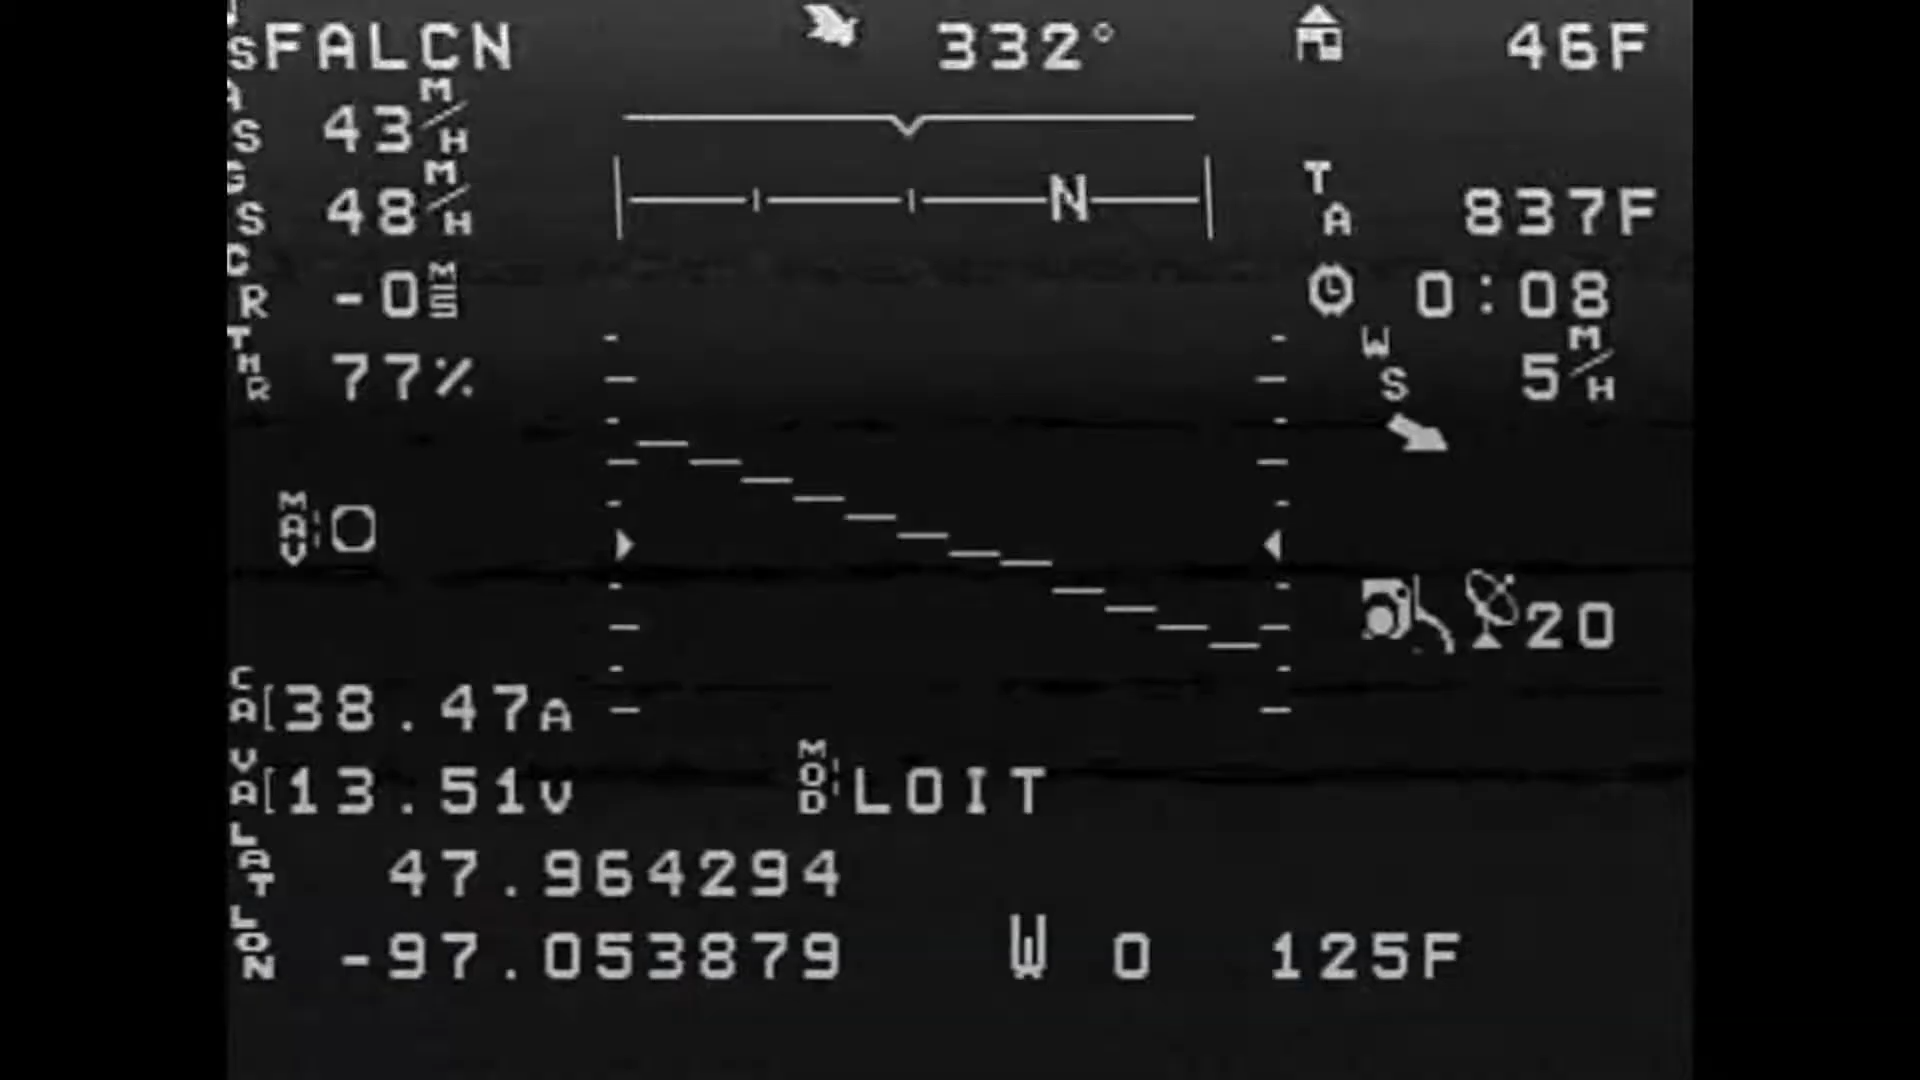 FALCN 332° 46F
AS 43 M/H
GS 48 M/H TA 837F
CR -0 M/S 0:08
THR 77% WS 5 M/H
MAV:O
20
CA[38.47A
VA[13.51V MOD:LOIT
LAT 47.964294
LON -97.053879 W 0 125F